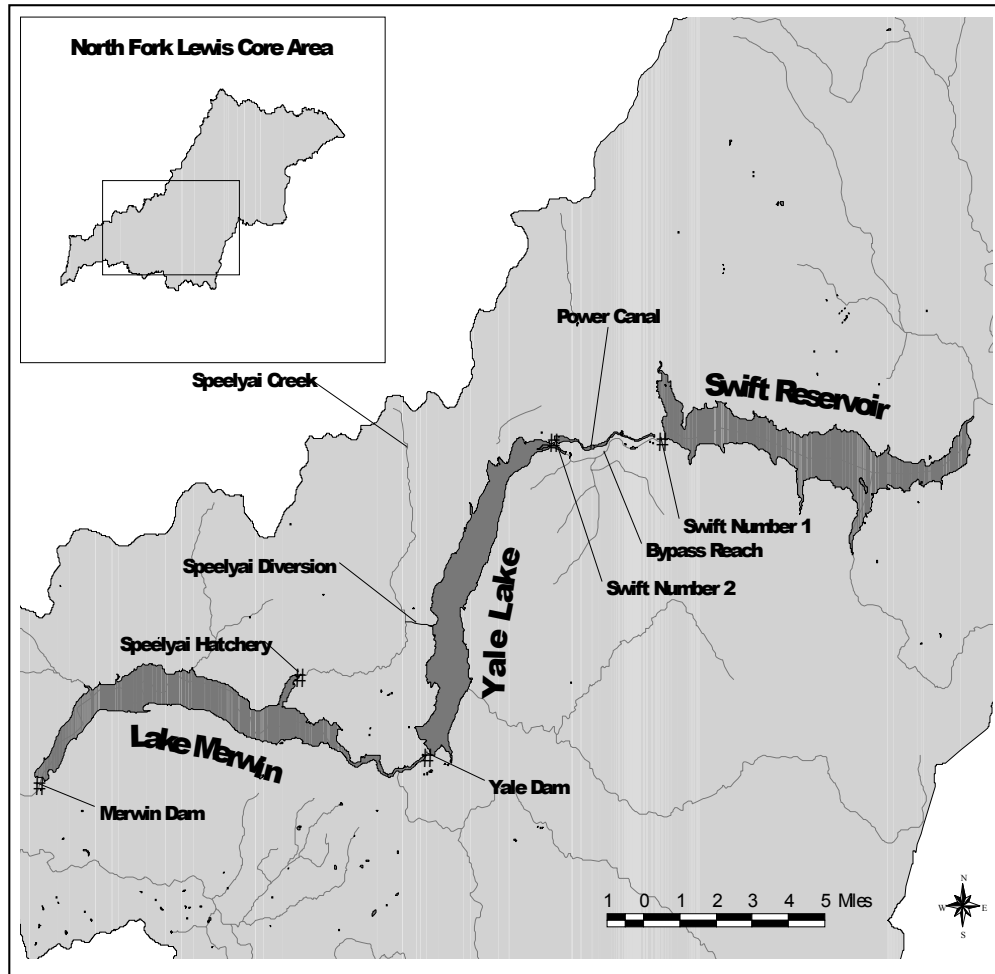 North Fork Lewis Core Area
Power Canal
Speelyai Creek
Swift Reservoir
Swift Number 1
Bypass Reach
Speelyai Diversion
Swift Number 2
Yale Lake
Speelyai Hatchery
Lake Merwin
Yale Dam
Merwin Dam
1 0 1 2 3 4 5 Miles
N
W E
S